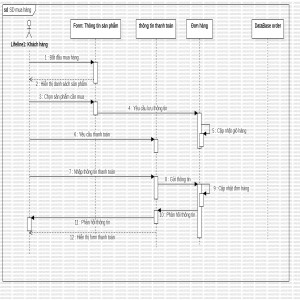 sd SD mua hàng
Form: Thông tin sản phẩm
thông tin thanh toán
Đơn hàng
DataBase order
Lifeline1: Khách hàng
1 : Bắt đầu mua hàng
2 : Hiển thị danh sách sản phẩm
3 : Chọn sản phẩm cần mua
4 : Yêu cầu thông tin
5 : Cập nhật giỏ hàng
6 : Yêu cầu thanh toán
7 : Nhập thông tin thanh toán
8 : Gửi thông tin
9 : Cập nhật đơn hàng
10 : Phản hồi thông tin
11 : Phản hồi thông tin
12 : Hiển thị form thanh toán